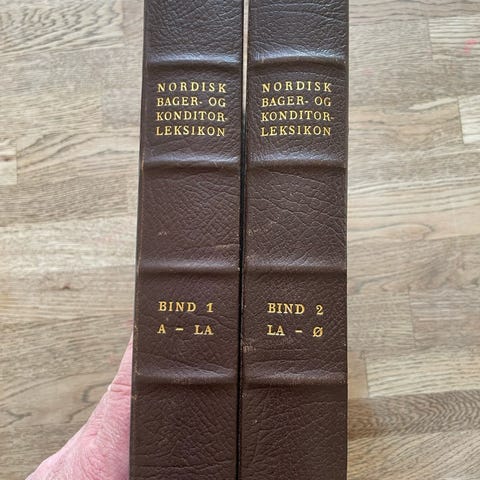 NORDISK
BAGER- OG
KONDITOR-
LEKSIKON
BIND 1
A – LA
NORDISK
BAGER- OG
KONDITOR-
LEKSIKON
BIND 2
LA – Ø